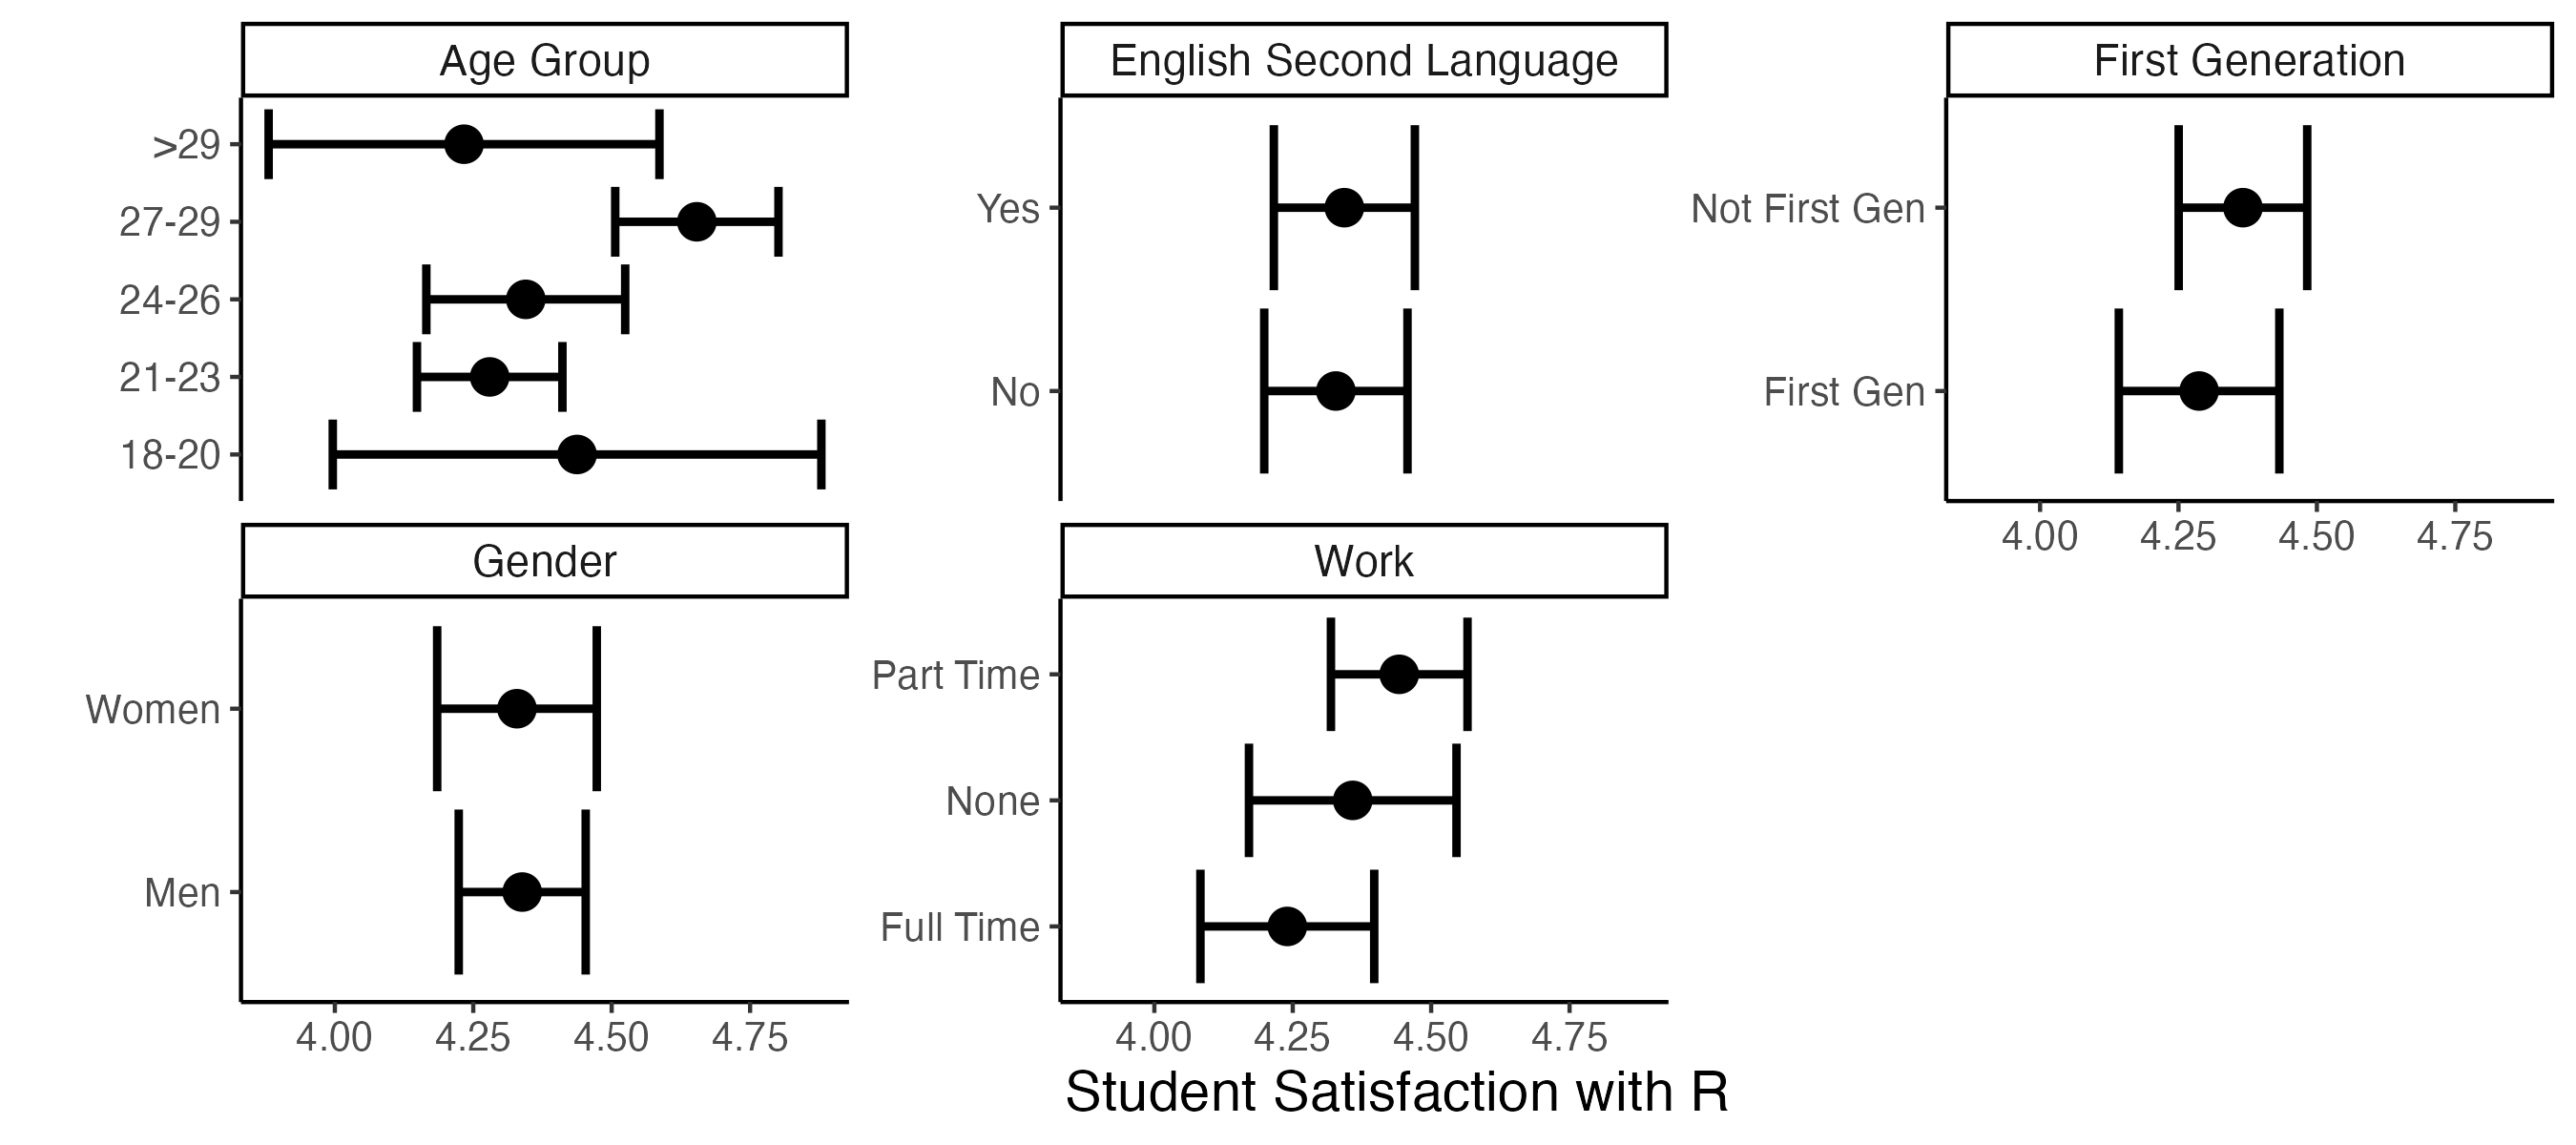 Age Group
>29
27-29
24-26
21-23
18-20
English Second Language
Yes
No
First Generation
Not First Gen
First Gen
4.00 4.25 4.50 4.75
Gender
Women
Men
4.00 4.25 4.50 4.75
Work
Part Time
None
Full Time
4.00 4.25 4.50 4.75
Student Satisfaction with R